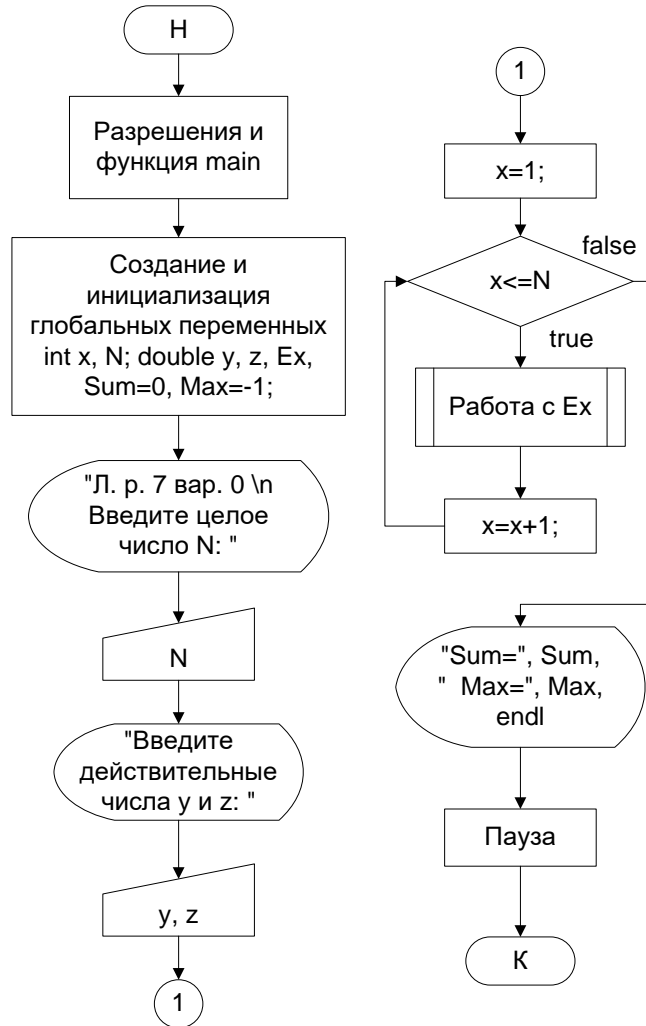 Н
Разрешения и
функция main
Создание и
инициализация
глобальных переменных
int x, N; double y, z, Ex,
Sum=0, Max=-1;
"Л. р. 7 вар. 0 \n
Введите целое
число N: "
N
"Введите
действительные
числа y и z: "
y, z
1
1
x=1;
false
x<=N
true
Работа с Ex
x=x+1;
"Sum=", Sum,
" Max=", Max,
endl
Пауза
К